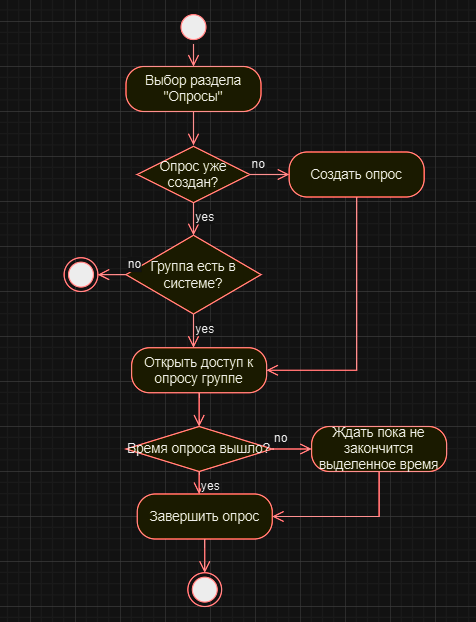 Выбор раздела
"Опросы"
Опрос уже
создан?
no
Создать опрос
yes
Группа есть в
системе?
no
yes
Открыть доступ к
опросу группе
Время опроса вышло?
no
Ждать пока не
закончится
выделенное время
yes
Завершить опрос